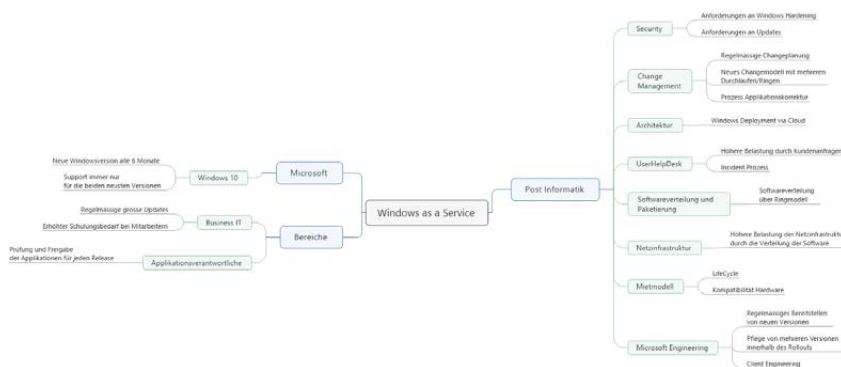 Windows as a Service
Microsoft
Windows 10
Neue Windowsversion alle 6 Monate
Support immer nur
für die beiden neusten Versionen
Bereiche
Business IT
Regelmässige grosse Updates
Erhöhter Schulungsbedarf bei Mitarbeitern
Applikationsverantwortliche
Prüfung und Freigabe
der Applikationen für jeden Release
Post Informatik
Security
Anforderungen an Windows Hardening
Anforderungen an Updates
Change
Management
Regelmässige Changeplanung
Neues Changemodell mit mehreren
Durchläufen/Ringen
Prozess Applikationskorrektur
Architektur
Windows Deployment via Cloud
UserHelpDesk
Höhere Belastung durch Kundenanfragen
Incident Prozess
Softwareverteilung und
Paketierung
Softwareverteilung
über Ringmodell
Netzinfrastruktur
Höhere Belastung der Netzinfrastruktu
durch die Verteilung der Software
Mietmodell
LifeCycle
Kompatibilität Hardware
Microsoft Engineering
Regelmässiges Bereitstellen
von neuen Versionen
Pflege von mehreren Versionen
innerhalb des Rollouts
Client Engineering